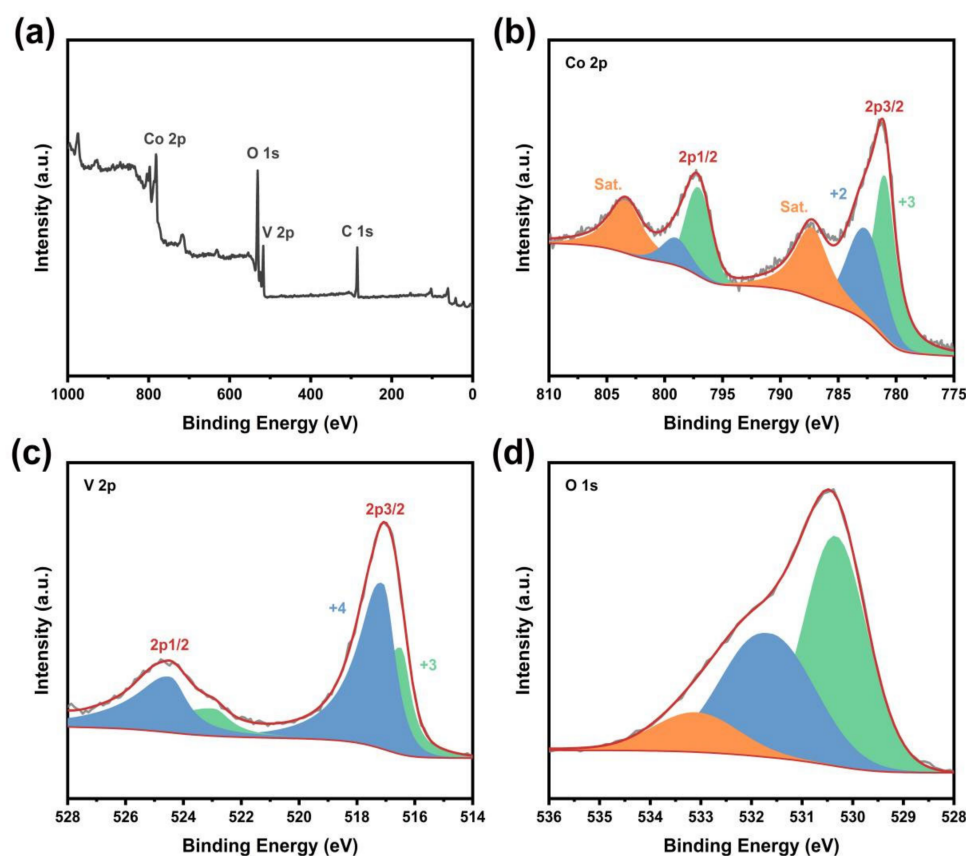 (a)
Co 2p
O 1s
V 2p
C 1s
Intensity (a.u.)
1000 800 600 400 200 0
Binding Energy (eV)
(b)
Co 2p
2p3/2
2p1/2
+2
+3
Sat.
Sat.
Intensity (a.u.)
810 805 800 795 790 785 780 775
Binding Energy (eV)
(c)
V 2p
2p3/2
+4
2p1/2
+3
Intensity (a.u.)
528 526 524 522 520 518 516 514
Binding Energy (eV)
(d)
O 1s
Intensity (a.u.)
536 535 534 533 532 531 530 529 528
Binding Energy (eV)